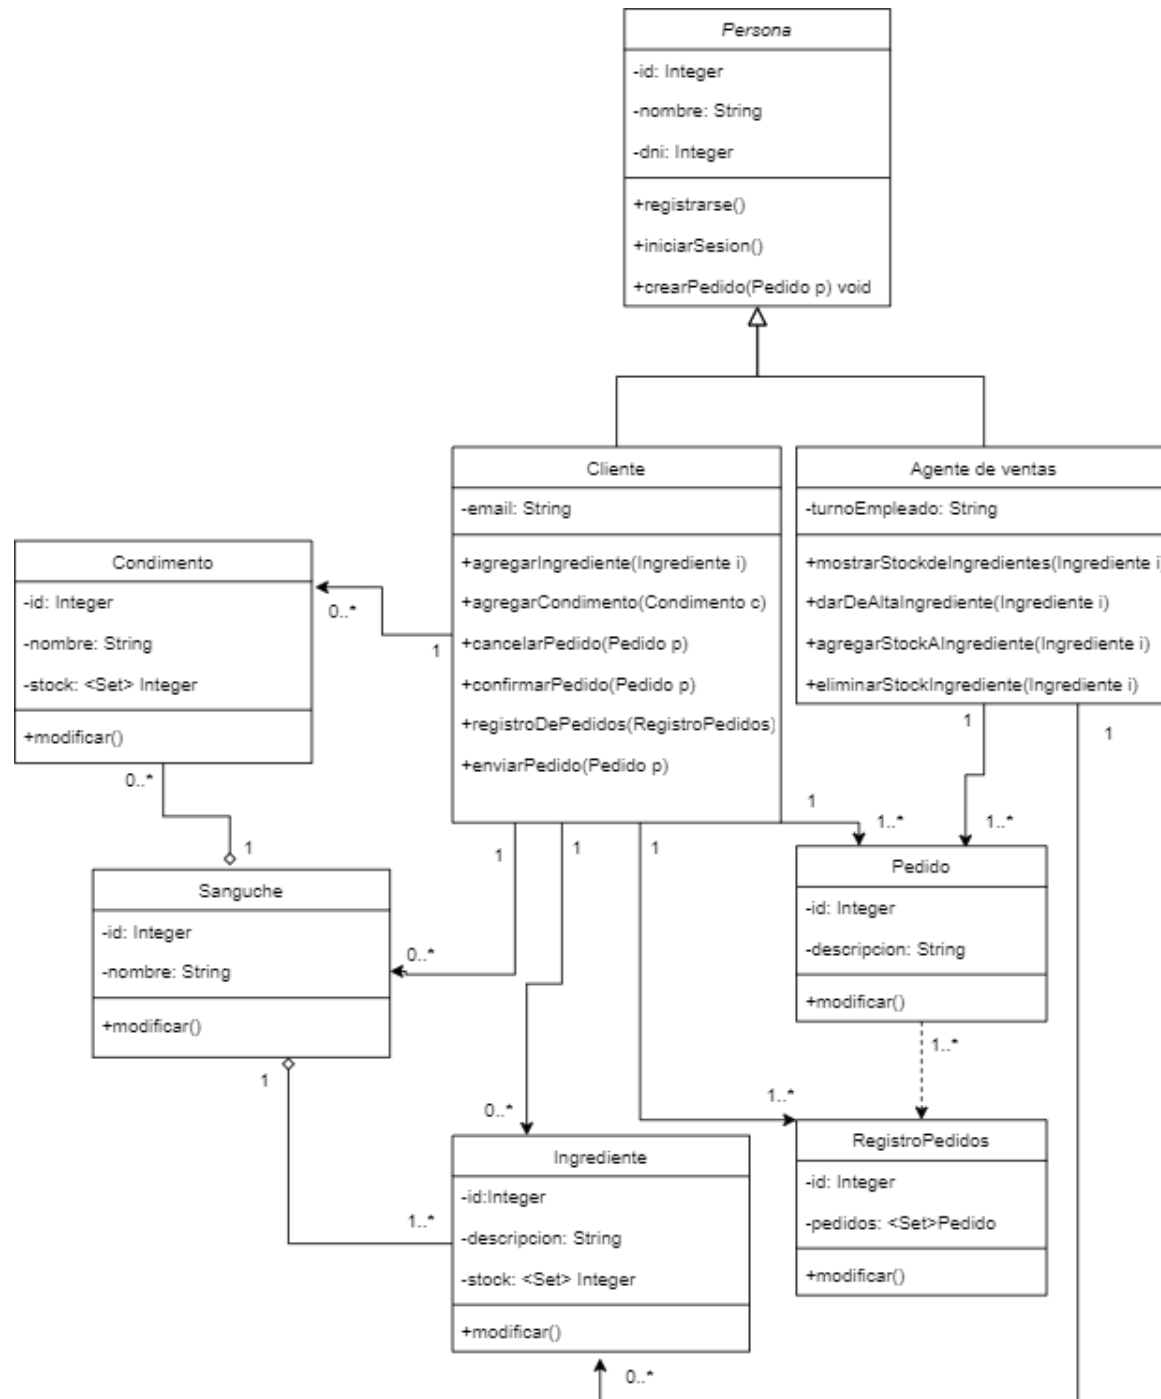 Persona
-id: Integer
-nombre: String
-dni: Integer
+registrarse()
+iniciarSesion()
+crearPedido(Pedido p) void
Cliente
-email: String
+agregarIngrediente(Ingrediente i)
+agregarCondimento(Condimento c)
+cancelarPedido(Pedido p)
+confirmarPedido(Pedido p)
+registroDePedidos(RegistroPedidos)
+enviarPedido(Pedido p)
Agente de ventas
-turnoEmpleado: String
+mostrarStockdeIngredientes(Ingrediente i
+darDeAltaIngrediente(Ingrediente i)
+agregarStockAIngrediente(Ingrediente i)
+eliminarStockIngrediente(Ingrediente i)
Condimento
-id: Integer
-nombre: String
-stock: <Set> Integer
+modificar()
0..*
1
0..*
1
1
1
1
1
1
1
1..*
1..*
Sanguche
-id: Integer
-nombre: String
+modificar()
0..*
1
Pedido
-id: Integer
-descripcion: String
+modificar()
1..*
0..*
1..*
1..*
Ingrediente
-id:Integer
-descripcion: String
-stock: <Set> Integer
+modificar()
0..*
RegistroPedidos
-id: Integer
-pedidos: <Set>Pedido
+modificar()